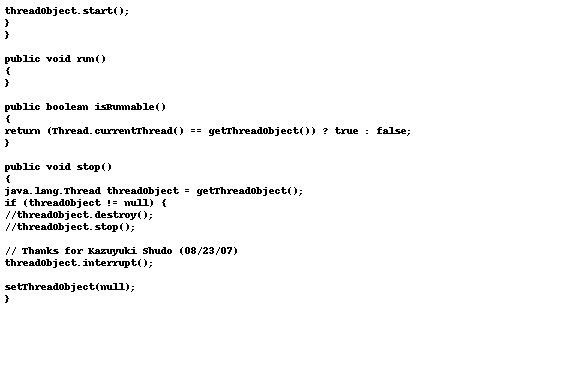 threadObject.start();
}
}
public void run()
{
}
public boolean isRunnable()
{
return (Thread.currentThread() == getThreadObject()) ? true : false;
}
public void stop()
{
java.lang.Thread threadObject = getThreadObject();
if (threadObject != null) {
//threadObject.destroy();
//threadObject.stop();
// Thanks for Kazuyuki Shudo (08/23/07)
threadObject.interrupt();
setThreadObject(null);
}